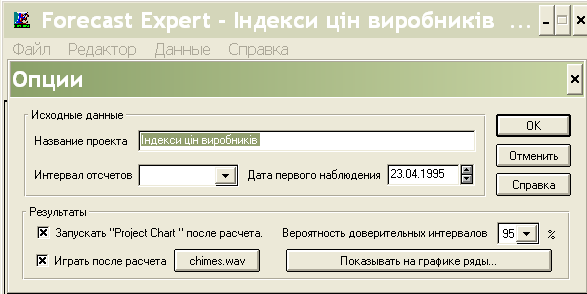 Forecast Expert - Індекси цін виробників ...
Файл Редактор Данные Справка
Опции
Исходные данные
Название проекта Індекси цін виробників
Интервал отсчетов Дата первого наблюдения 23.04.1995
OK
Отменить
Справка
Результаты
Запускать "Project Chart " после расчета. Вероятность доверительных интервалов 95 %
Играть после расчета chimes.wav Показывать на графике ряды...